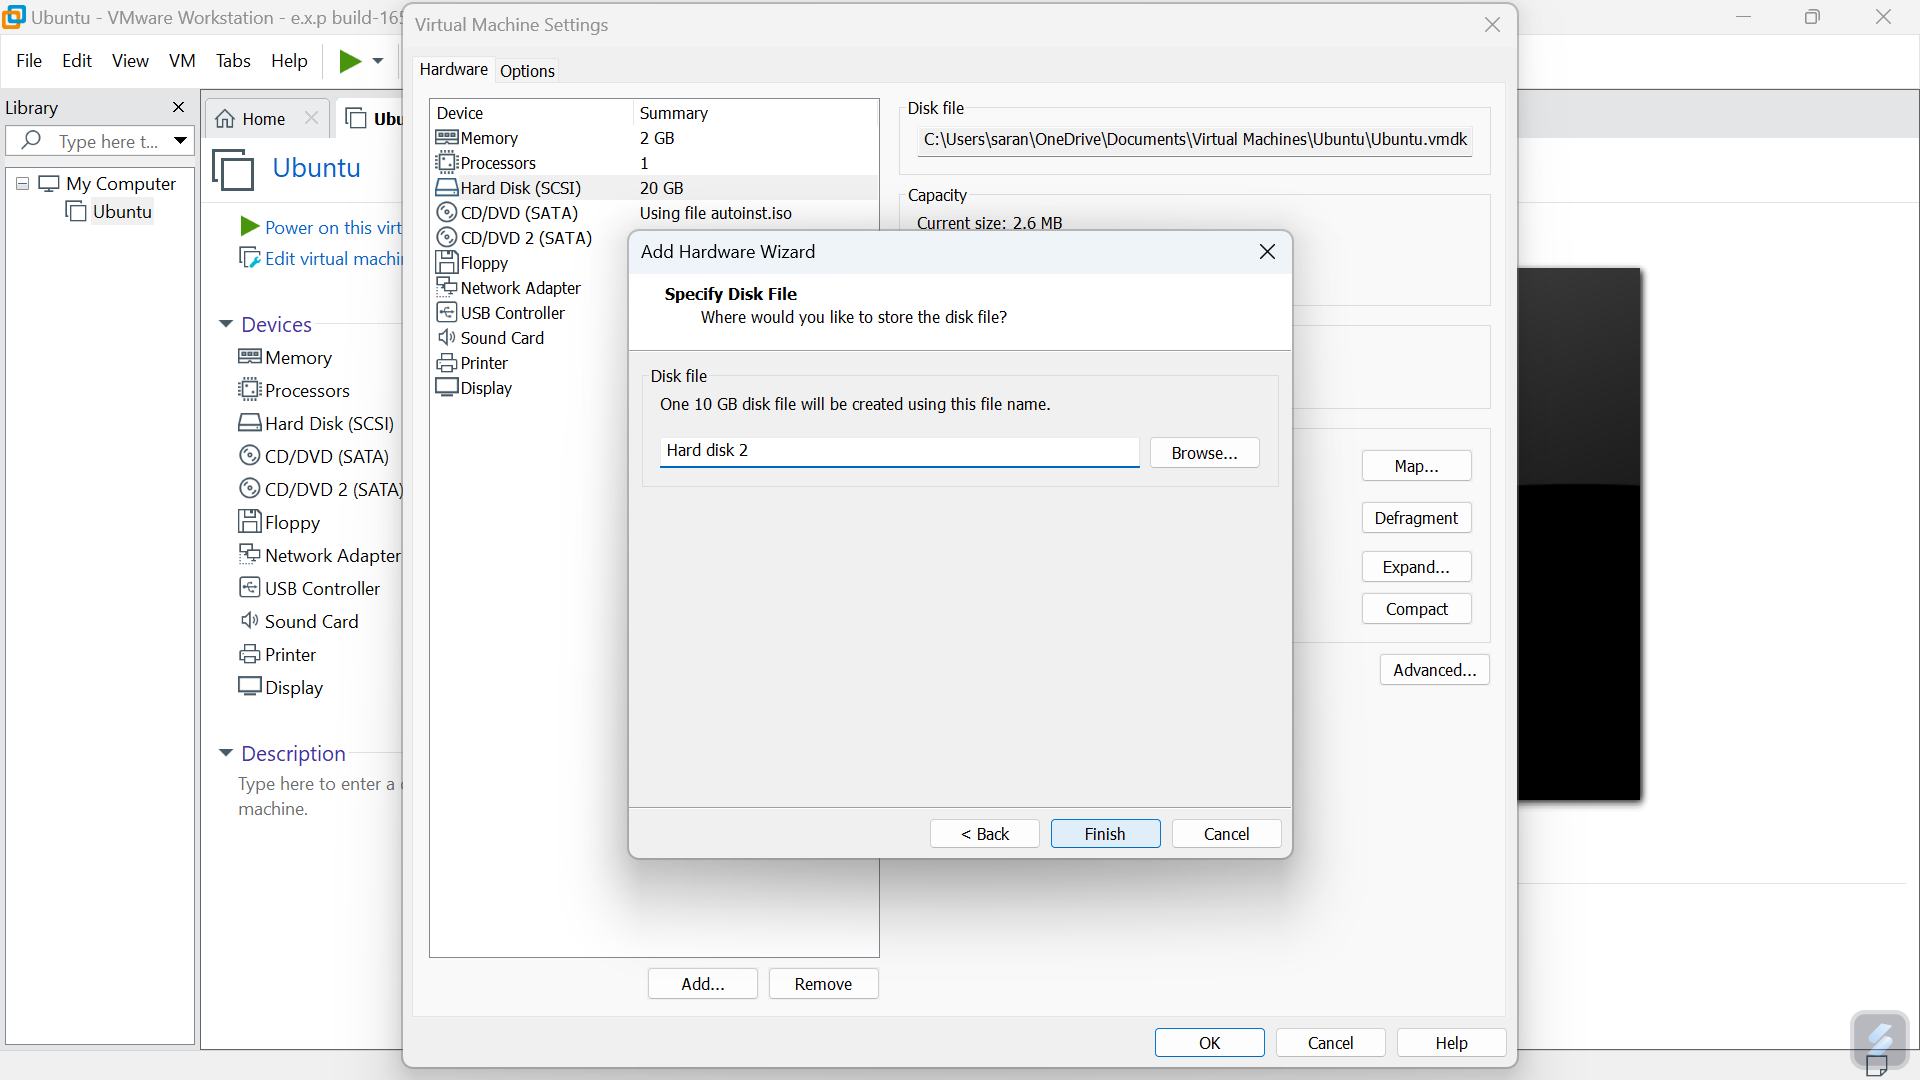 Ubuntu - VMware Workstation - e.x.p build-16
File Edit View VM Tabs Help
Library
Type here t...
My Computer
Ubuntu
Home
Ubu
Ubuntu
Power on this virt
Edit virtual machi
Devices
Memory
Processors
Hard Disk (SCSI)
CD/DVD (SATA)
CD/DVD 2 (SATA)
Floppy
Network Adapter
USB Controller
Sound Card
Printer
Display
Description
Type here to enter a
machine.
Virtual Machine Settings
Hardware Options
Device Summary
Memory 2 GB
Processors 1
Hard Disk (SCSI) 20 GB
CD/DVD (SATA) Using file autoinst.iso
CD/DVD 2 (SATA)
Floppy
Network Adapter
USB Controller
Sound Card
Printer
Display
Add... Remove
Disk file
C:\Users\saran\OneDrive\Documents\Virtual Machines\Ubuntu\Ubuntu.vmdk
Capacity
Current size: 2.6 MB
Map...
Defragment
Expand...
Compact
Advanced...
OK Cancel Help
Add Hardware Wizard
Specify Disk File
Where would you like to store the disk file?
Disk file
One 10 GB disk file will be created using this file name.
Hard disk 2
Browse...
< Back Finish Cancel